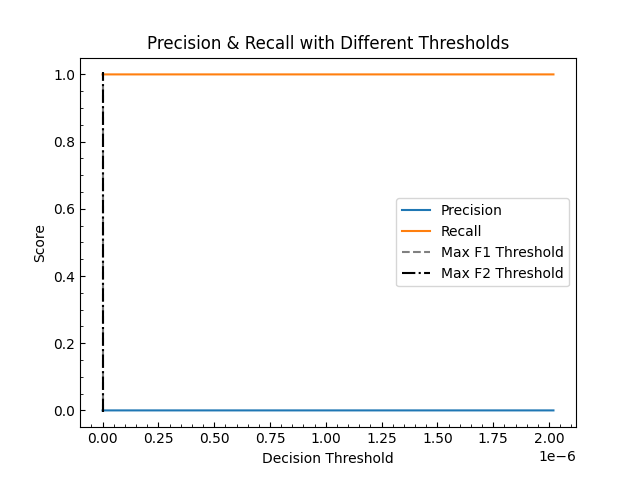 Precision & Recall with Different Thresholds
1.0
0.8
0.6
0.4
0.2
0.0
Score
Precision
Recall
Max F1 Threshold
Max F2 Threshold
0.00 0.25 0.50 0.75 1.00 1.25 1.50 1.75 2.00
1e−6
Decision Threshold